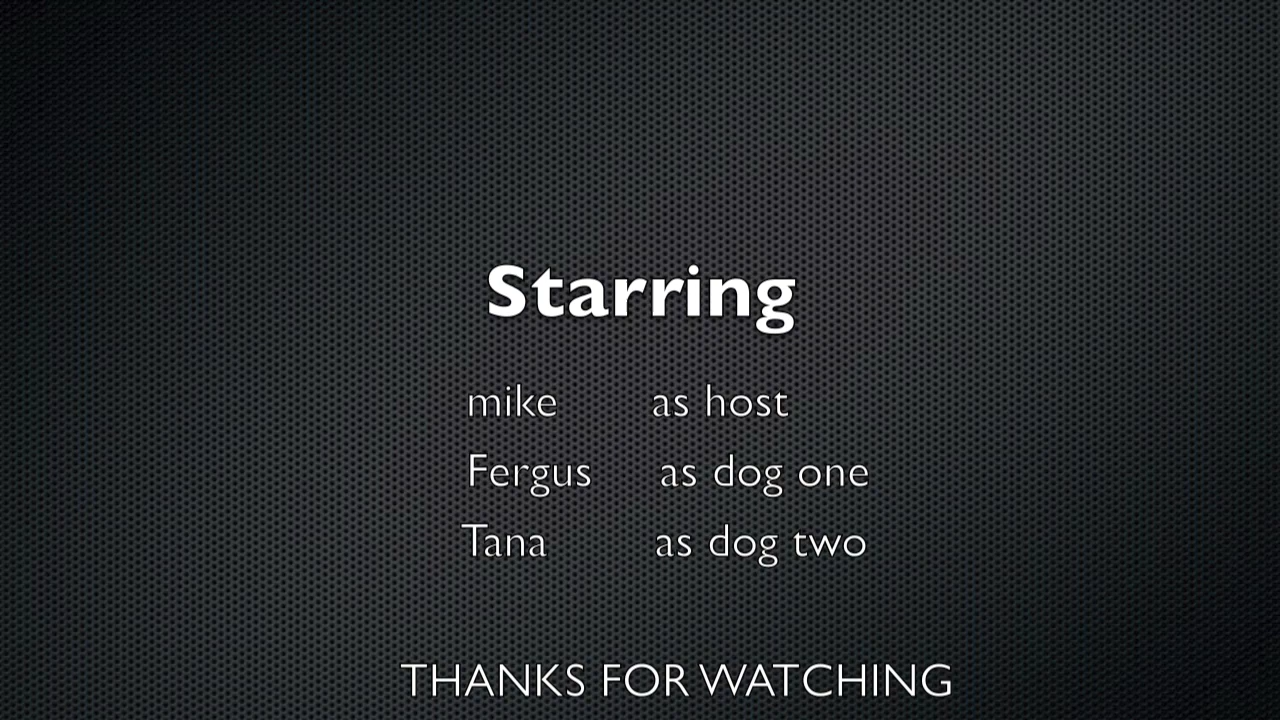 Starring
mike as host
Fergus as dog one
Tana as dog two
THANKS FOR WATCHING